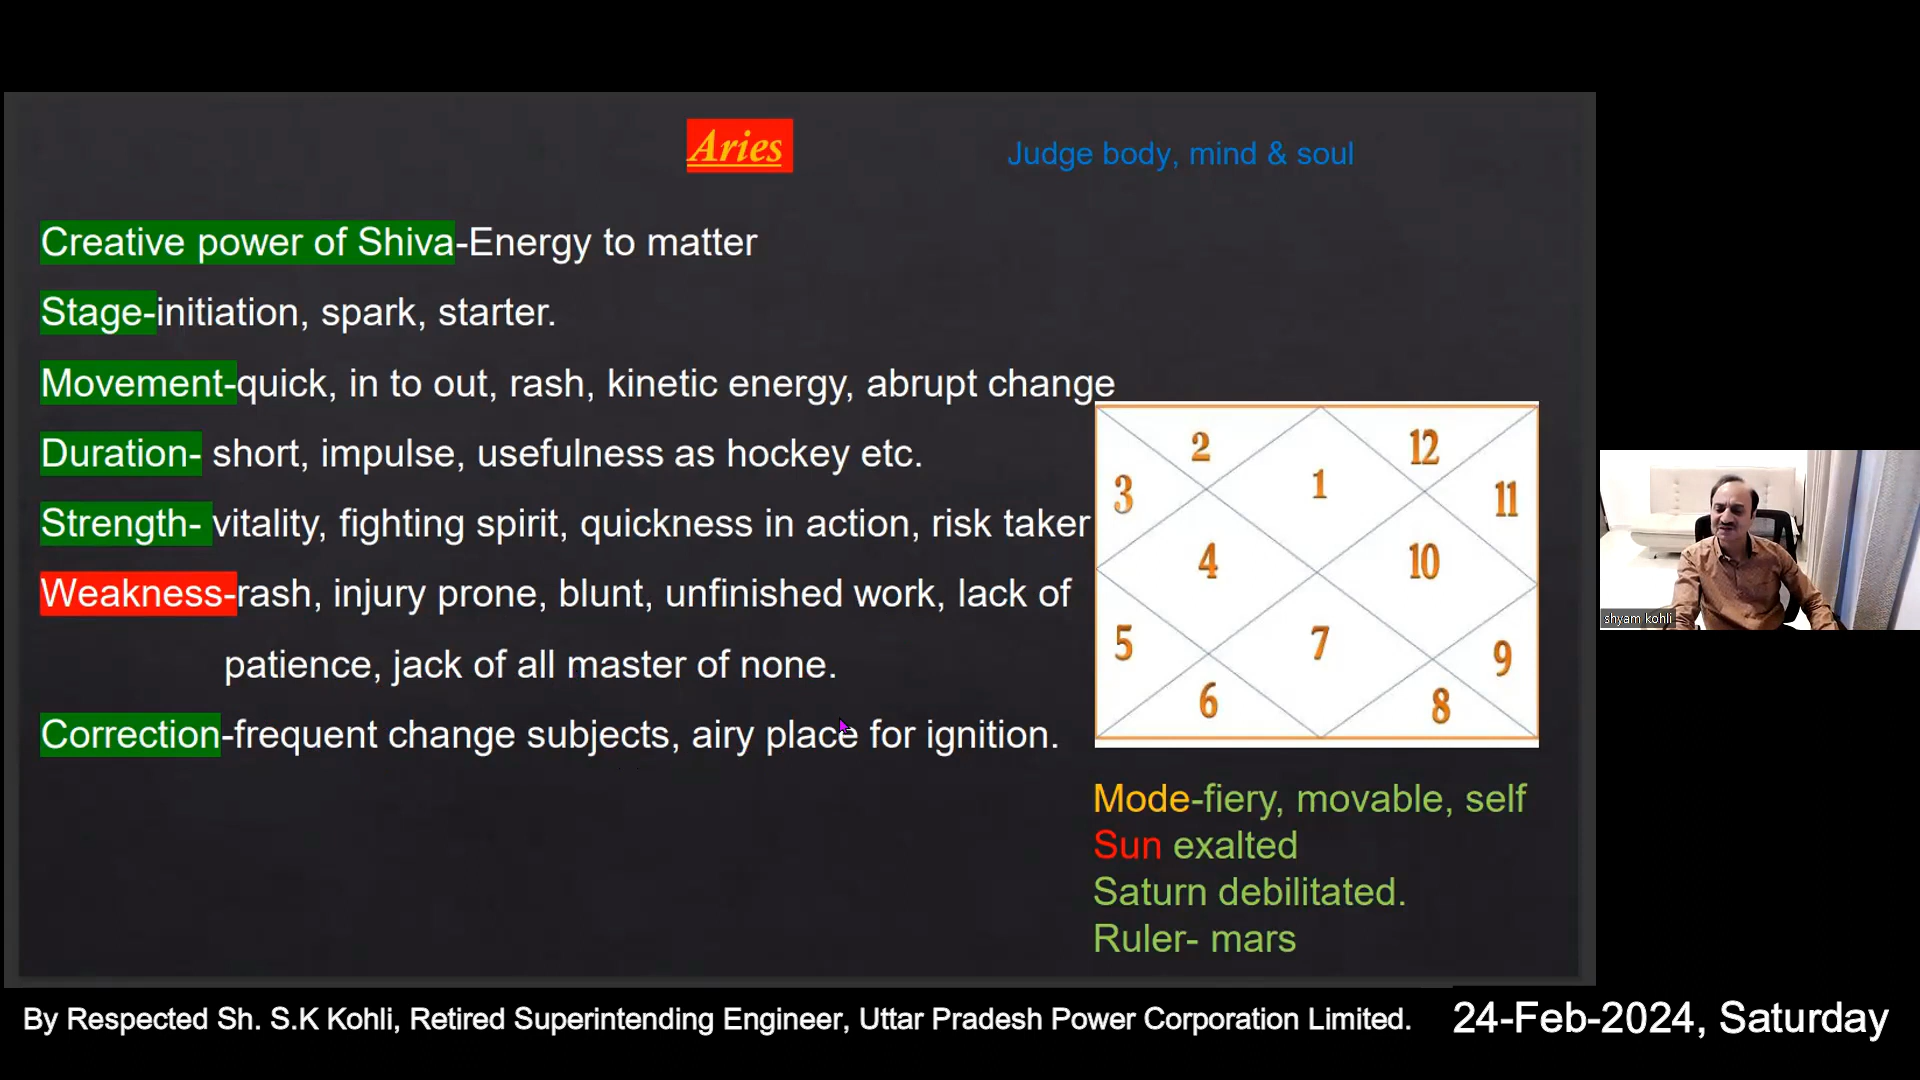 Aries
Judge body, mind & soul
Creative power of Shiva-Energy to matter
Stage-initiation, spark, starter.
Movement-quick, in to out, rash, kinetic energy, abrupt change
Duration- short, impulse, usefulness as hockey etc.
Strength- vitality, fighting spirit, quickness in action, risk taker
Weakness-rash, injury prone, blunt, unfinished work, lack of
patience, jack of all master of none.
Correction-frequent change subjects, airy place for ignition.
2
12
3
1
11
4
10
5
7
9
6
8
Mode-fiery, movable, self
Sun exalted
Saturn debilitated.
Ruler- mars
shyam kohli
By Respected Sh. S.K Kohli, Retired Superintending Engineer, Uttar Pradesh Power Corporation Limited.
24-Feb-2024, Saturday